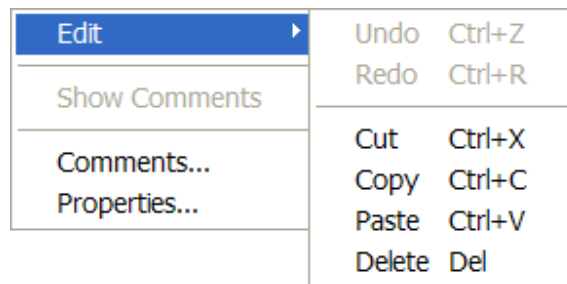 Edit
Show Comments
Comments...
Properties...
Undo Ctrl+Z
Redo Ctrl+R
Cut Ctrl+X
Copy Ctrl+C
Paste Ctrl+V
Delete Del